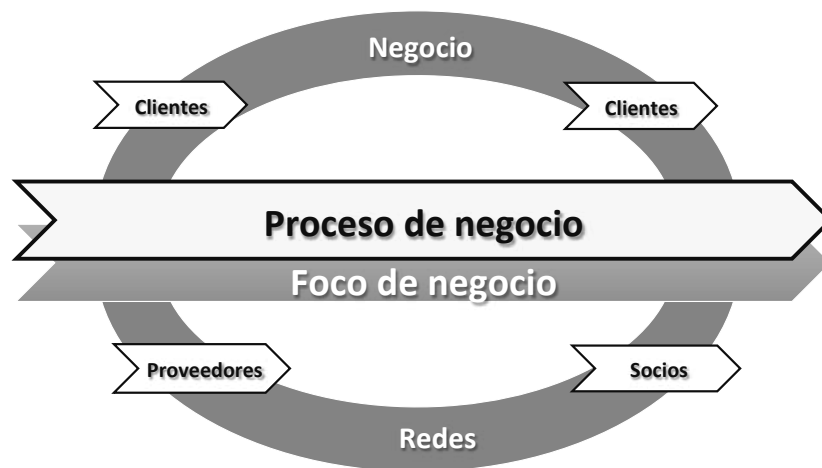 Negocio
Clientes
Clientes
Proceso de negocio
Foco de negocio
Proveedores
Socios
Redes